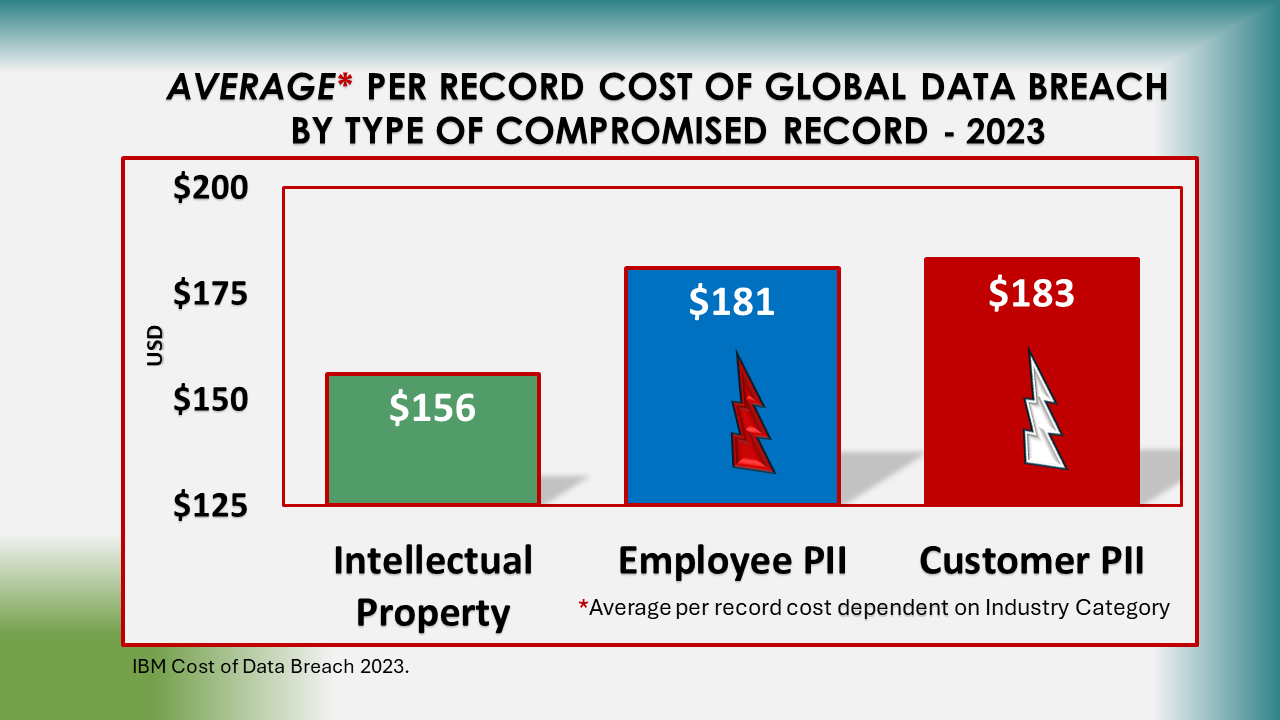 AVERAGE* PER RECORD COST OF GLOBAL DATA BREACH
BY TYPE OF COMPROMISED RECORD - 2023
$200
$175
$150
$125
USD
$156
$181
$183
Intellectual
Property
Employee PII
Customer PII
*Average per record cost dependent on Industry Category
IBM Cost of Data Breach 2023.